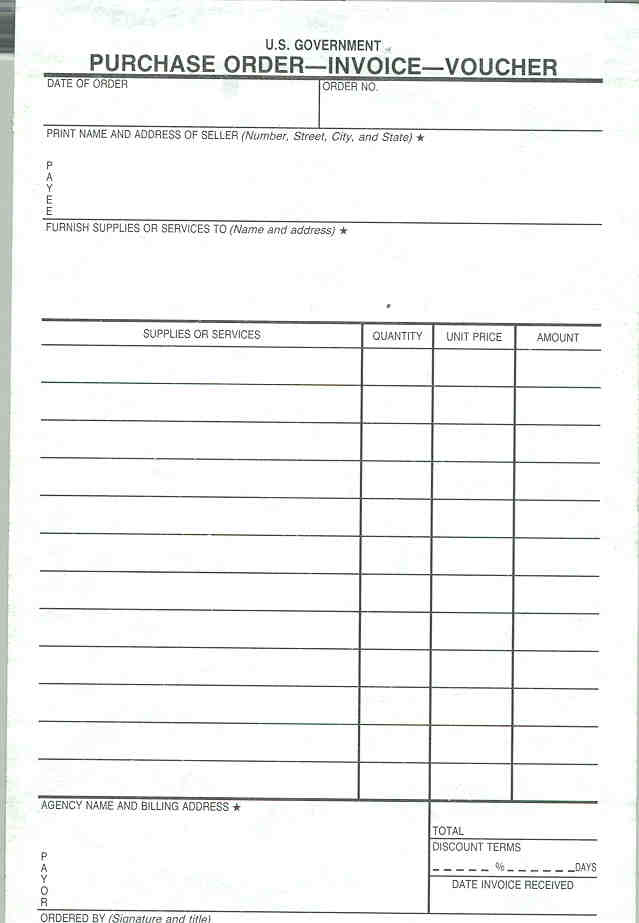 U.S. GOVERNMENT
PURCHASE ORDER—INVOICE—VOUCHER
DATE OF ORDER
ORDER NO.
PRINT NAME AND ADDRESS OF SELLER (Number, Street, City, and State) ★
P
A
Y
E
E
FURNISH SUPPLIES OR SERVICES TO (Name and address) ★
SUPPLIES OR SERVICES QUANTITY UNIT PRICE AMOUNT
AGENCY NAME AND BILLING ADDRESS ★
P
A
Y
O
R
TOTAL
DISCOUNT TERMS
% DAYS
DATE INVOICE RECEIVED
ORDERED BY (Signature and title)